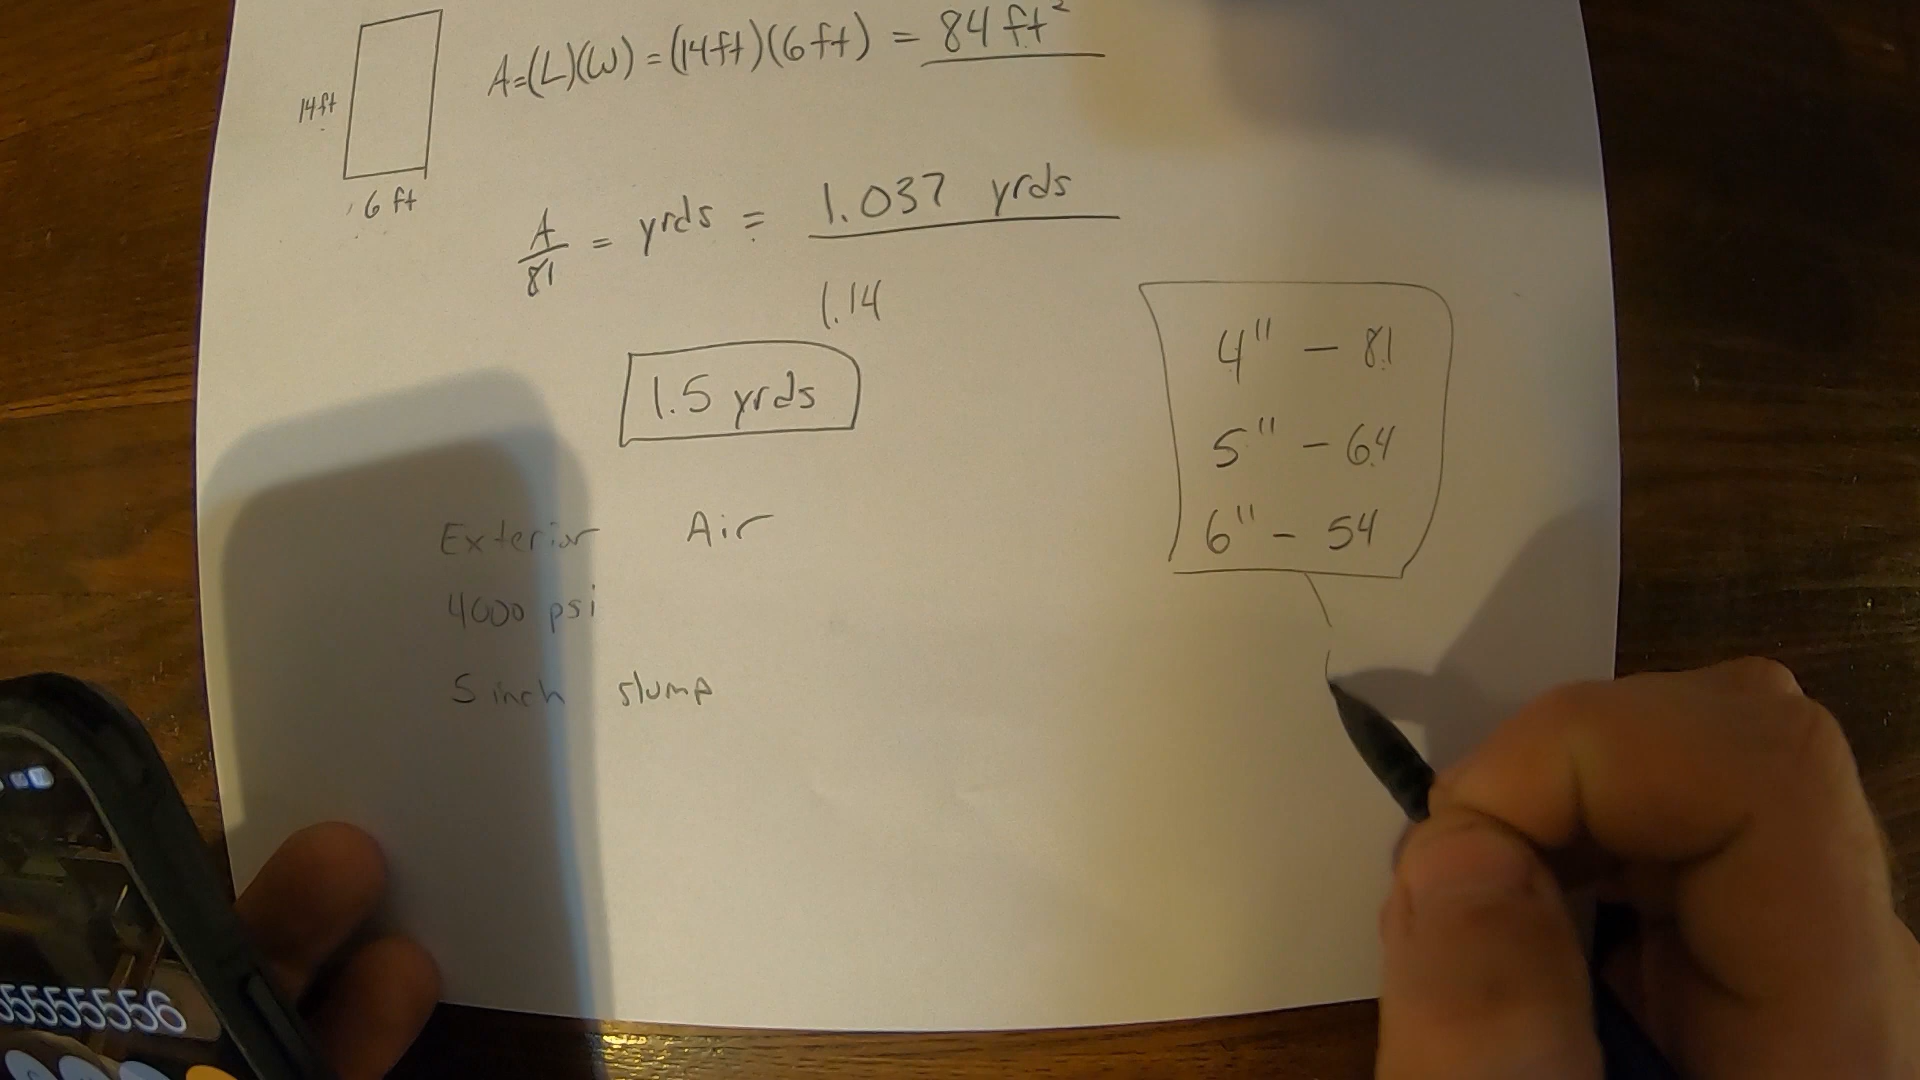 A=(L)(W) = (14ft)(6ft) = 84 ft²
14ft
6 ft
A/81 = yrds = 1.037 yrds
1.14
1.5 yrds
4" - 81
5" - 64
6" - 54
Exterior Air
4000 psi
5 inch slump
5555556